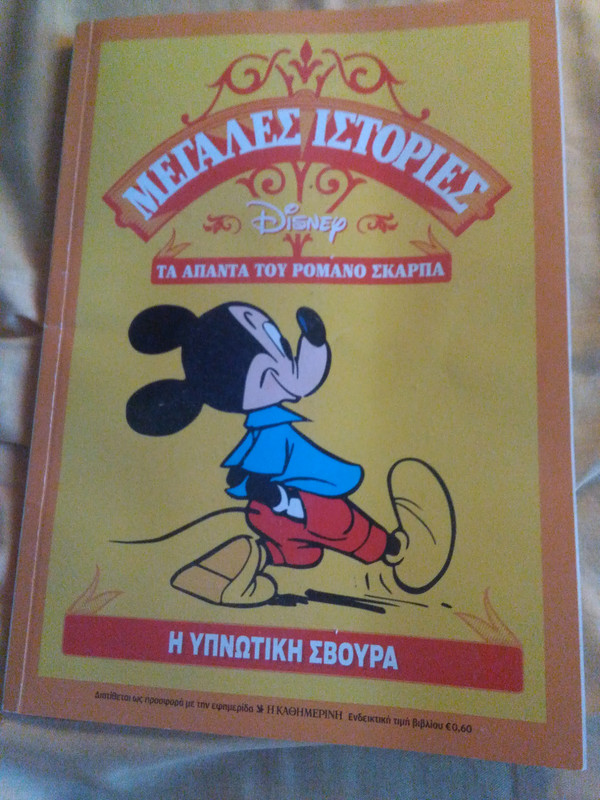 ΜΕΓΑΛΕΣ ΙΣΤΟΡΙΕΣ
Disney
ΤΑ ΑΠΑΝΤΑ ΤΟΥ ΡΟΜΑΝΟ ΣΚΑΡΠΑ
Η ΥΠΝΩΤΙΚΗ ΣΒΟΥΡΑ
Διατίθεται ως προσφορά με την εφημερίδα Η ΚΑΘΗΜΕΡΙΝΗ Ενδεικτική τιμή βιβλίου €0,60